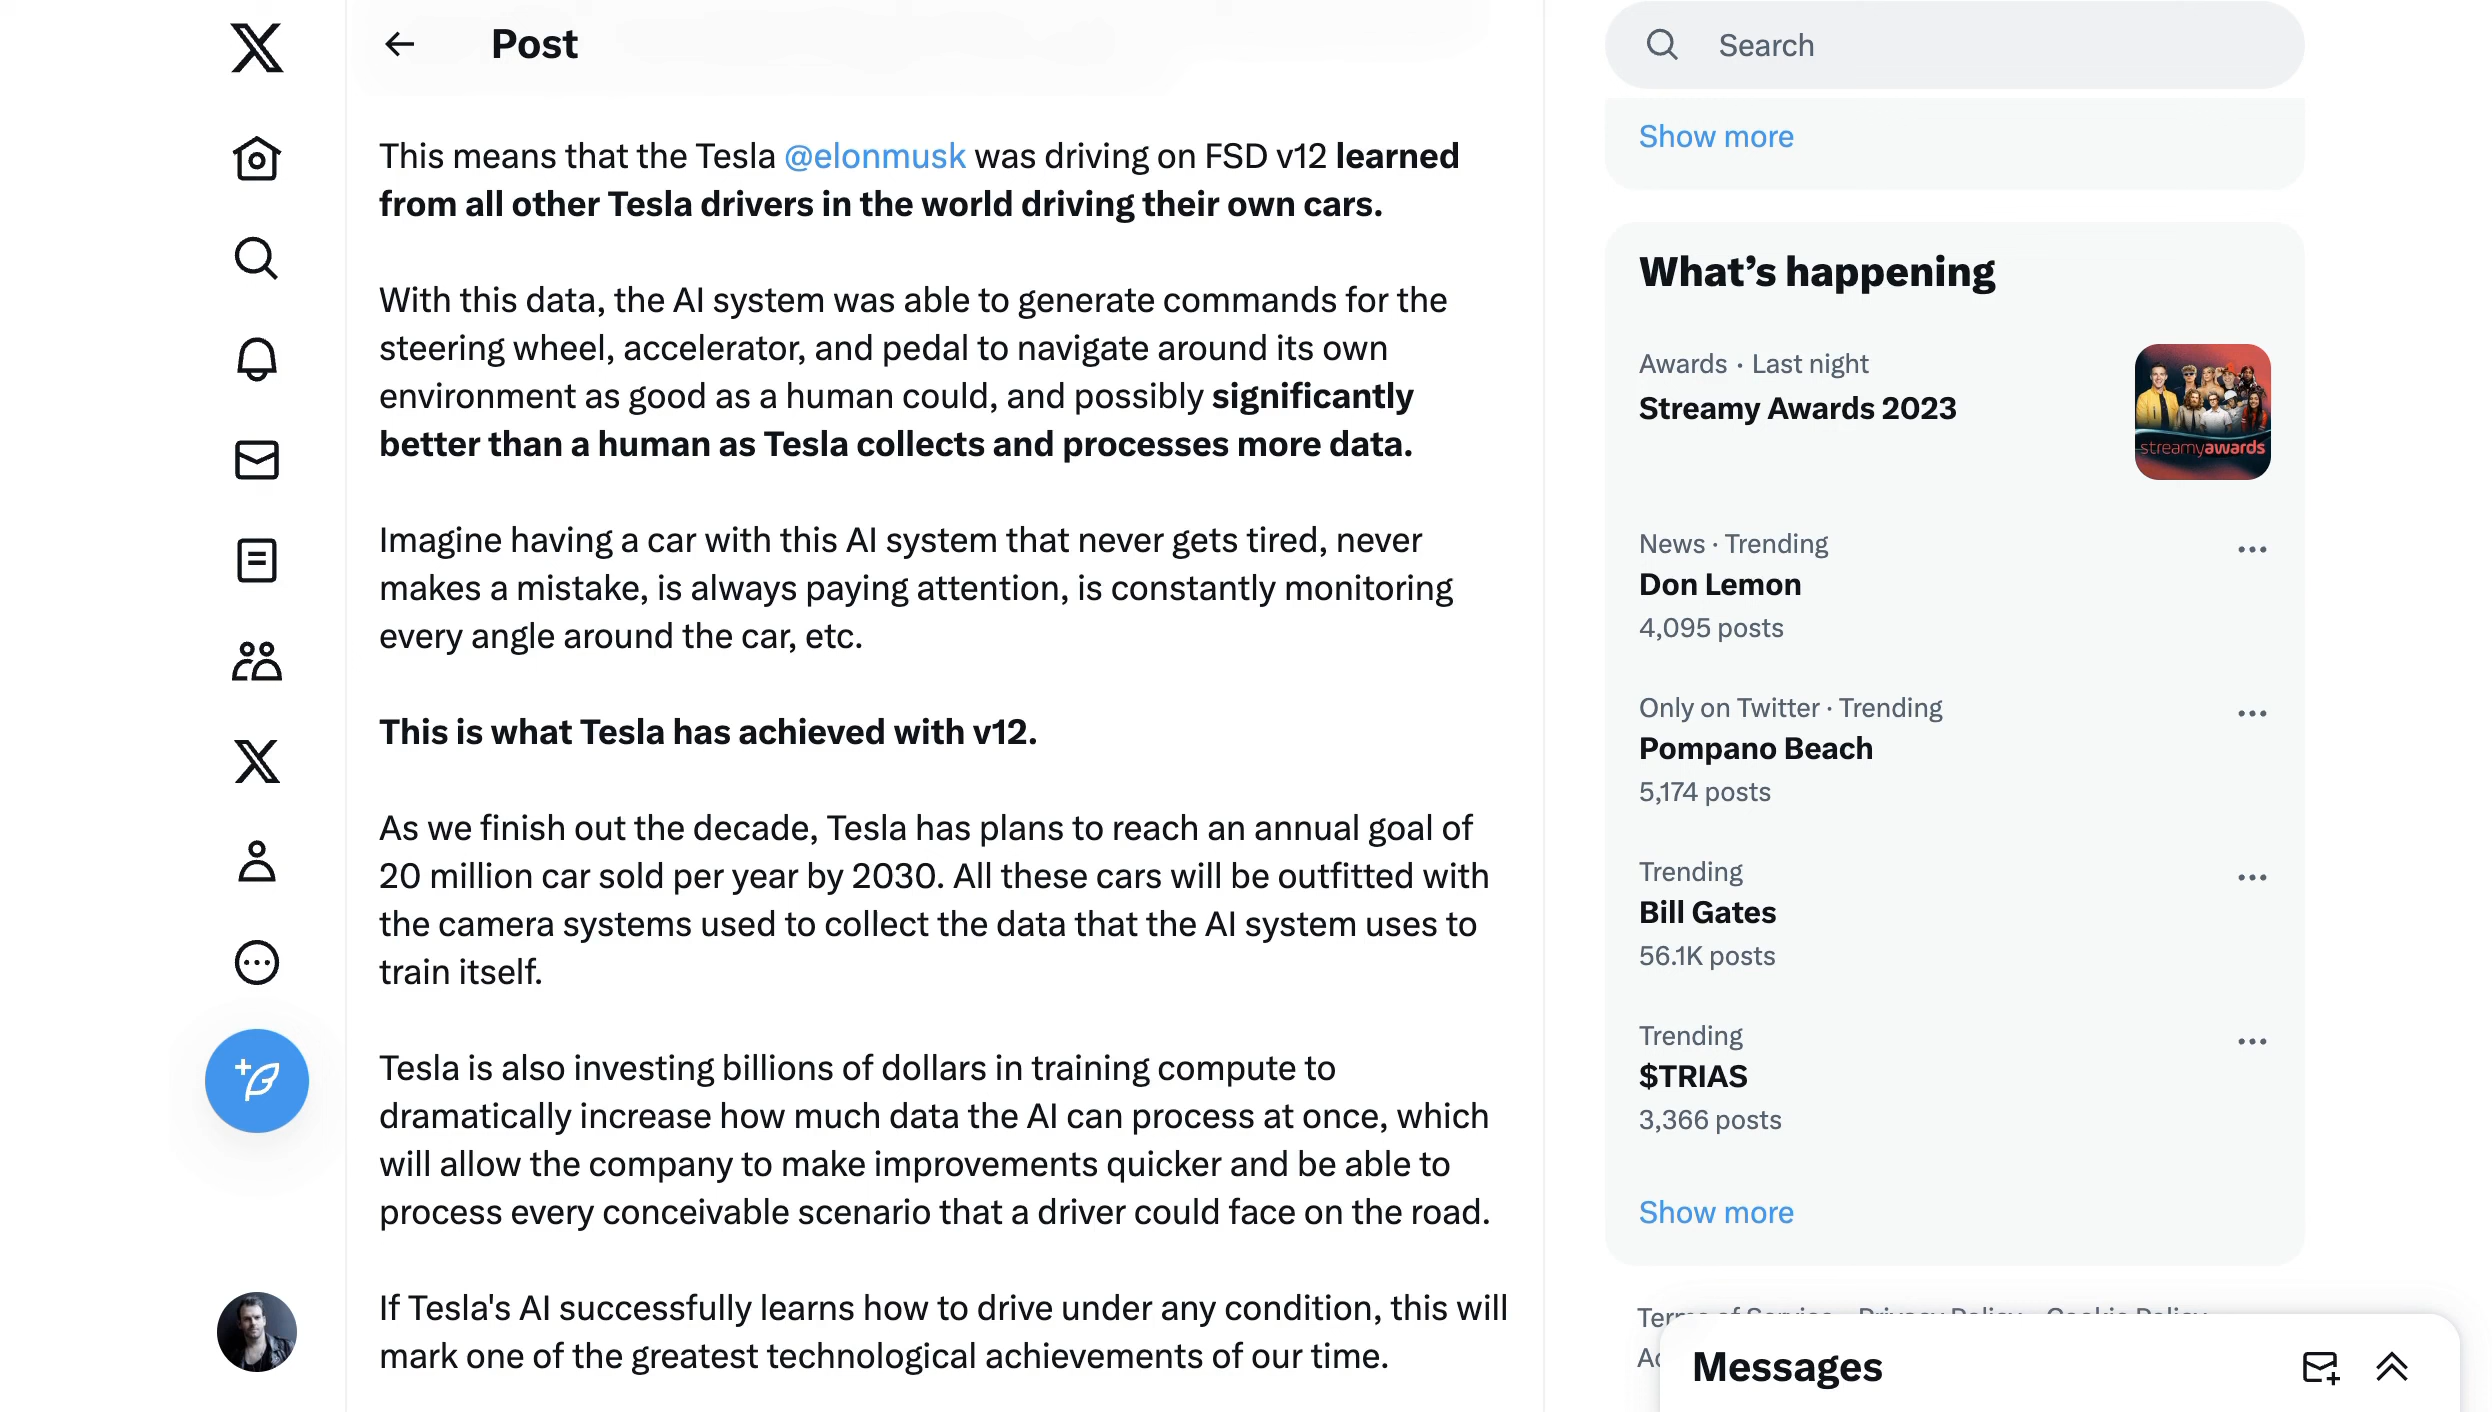 Post
This means that the Tesla @elonmusk was driving on FSD v12 learned
from all other Tesla drivers in the world driving their own cars.
With this data, the AI system was able to generate commands for the
steering wheel, accelerator, and pedal to navigate around its own
environment as good as a human could, and possibly significantly
better than a human as Tesla collects and processes more data.
Imagine having a car with this AI system that never gets tired, never
makes a mistake, is always paying attention, is constantly monitoring
every angle around the car, etc.
This is what Tesla has achieved with v12.
As we finish out the decade, Tesla has plans to reach an annual goal of
20 million car sold per year by 2030. All these cars will be outfitted with
the camera systems used to collect the data that the AI system uses to
train itself.
Tesla is also investing billions of dollars in training compute to
dramatically increase how much data the AI can process at once, which
will allow the company to make improvements quicker and be able to
process every conceivable scenario that a driver could face on the road.
If Tesla's AI successfully learns how to drive under any condition, this will
mark one of the greatest technological achievements of our time.
Search
Show more
What's happening
Awards · Last night
Streamy Awards 2023
streamyawards
News · Trending
Don Lemon
4,095 posts
Only on Twitter · Trending
Pompano Beach
5,174 posts
Trending
Bill Gates
56.1K posts
Trending
$TRIAS
3,366 posts
Show more
Terms of Service Privacy Policy Cookie Policy
Messages